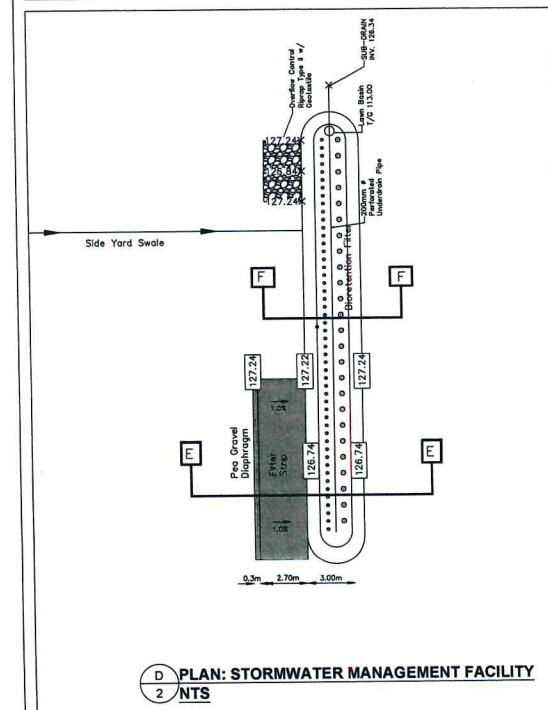 SUB-DRAIN
INV. 126.34
Overflow Control
Riprap Type II w/
Geotextile
Lawn Basin
T/G 113.00
127.24
126.84
127.24
200mm ø
Perforated
Underdrain Pipe
Bioretention Filter
Side Yard Swale
F
F
127.24
127.22
127.24
1.0%
Pea Gravel
Diaphragm
Filter
Strip
E
126.74
126.74
E
1.0%
0.3m
2.70m
3.00m
D
2
PLAN: STORMWATER MANAGEMENT FACILITY
NTS